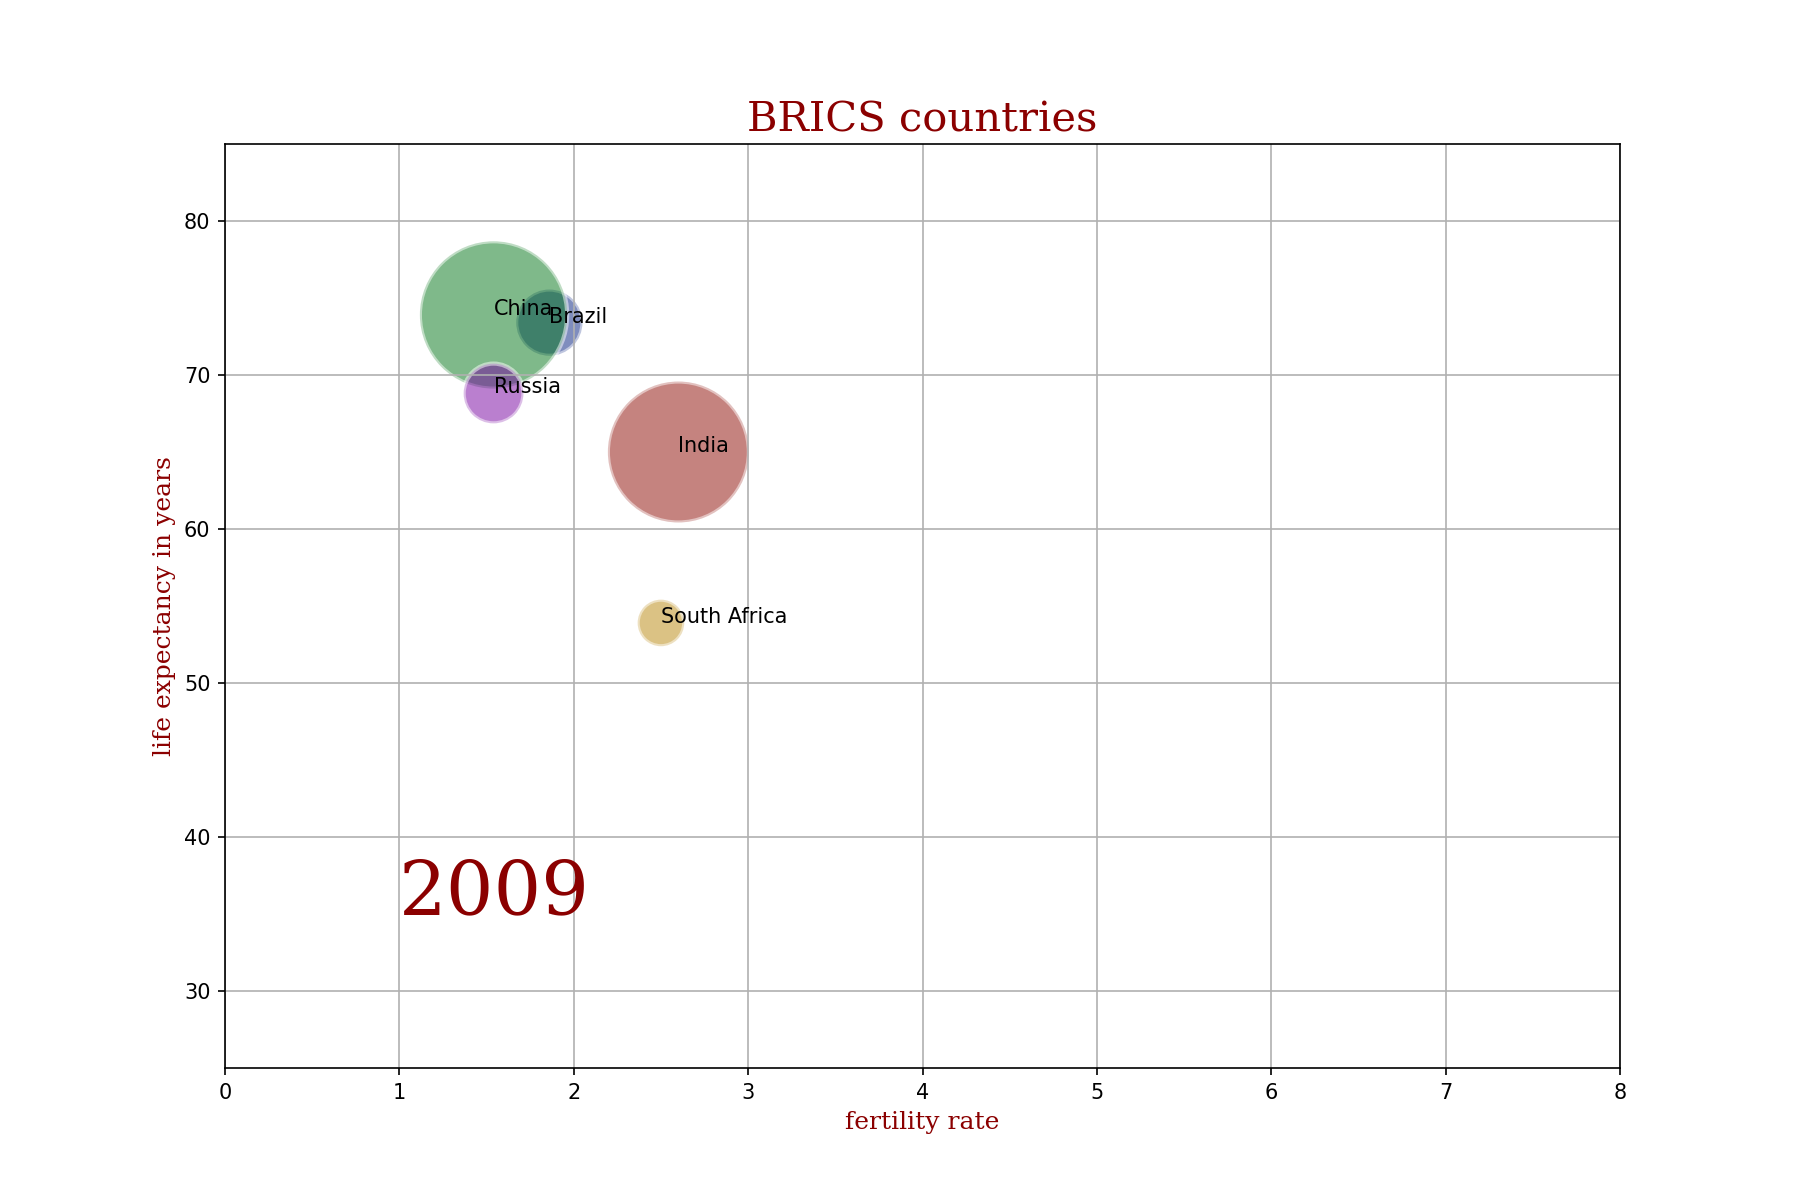 BRICS countries
80
70
60
50
40
30
life expectancy in years
China
Brazil
Russia
India
South Africa
2009
0 1 2 3 4 5 6 7 8
fertility rate